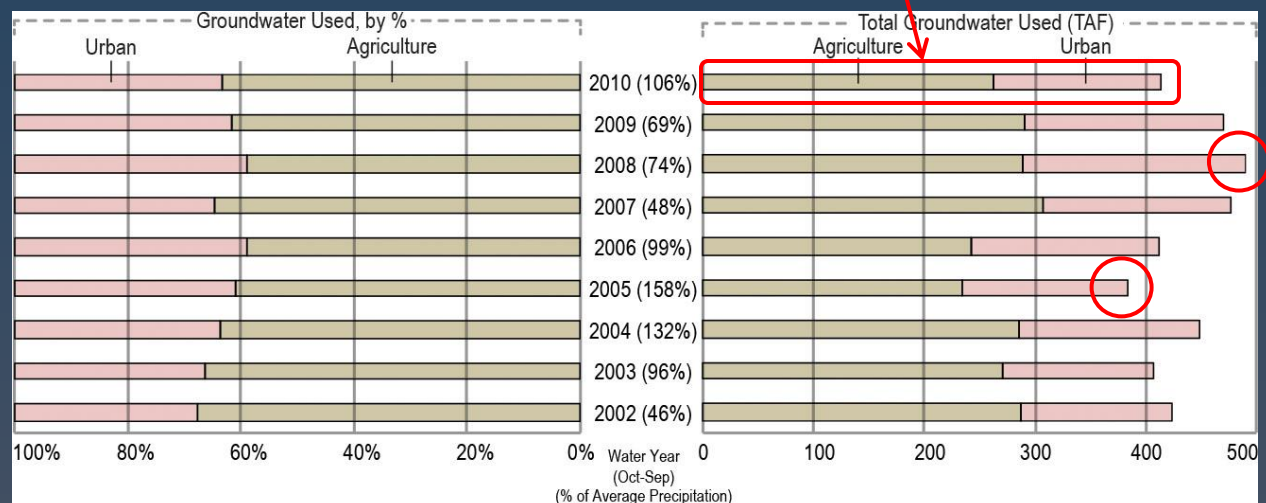 Groundwater Used, by %
Urban
Agriculture
Total Groundwater Used (TAF)
Agriculture
Urban
2010 (106%)
2009 (69%)
2008 (74%)
2007 (48%)
2006 (99%)
2005 (158%)
2004 (132%)
2003 (96%)
2002 (46%)
100% 80% 60% 40% 20% 0%
Water Year
(Oct-Sep)
(% of Average Precipitation)
0 100 200 300 400 500